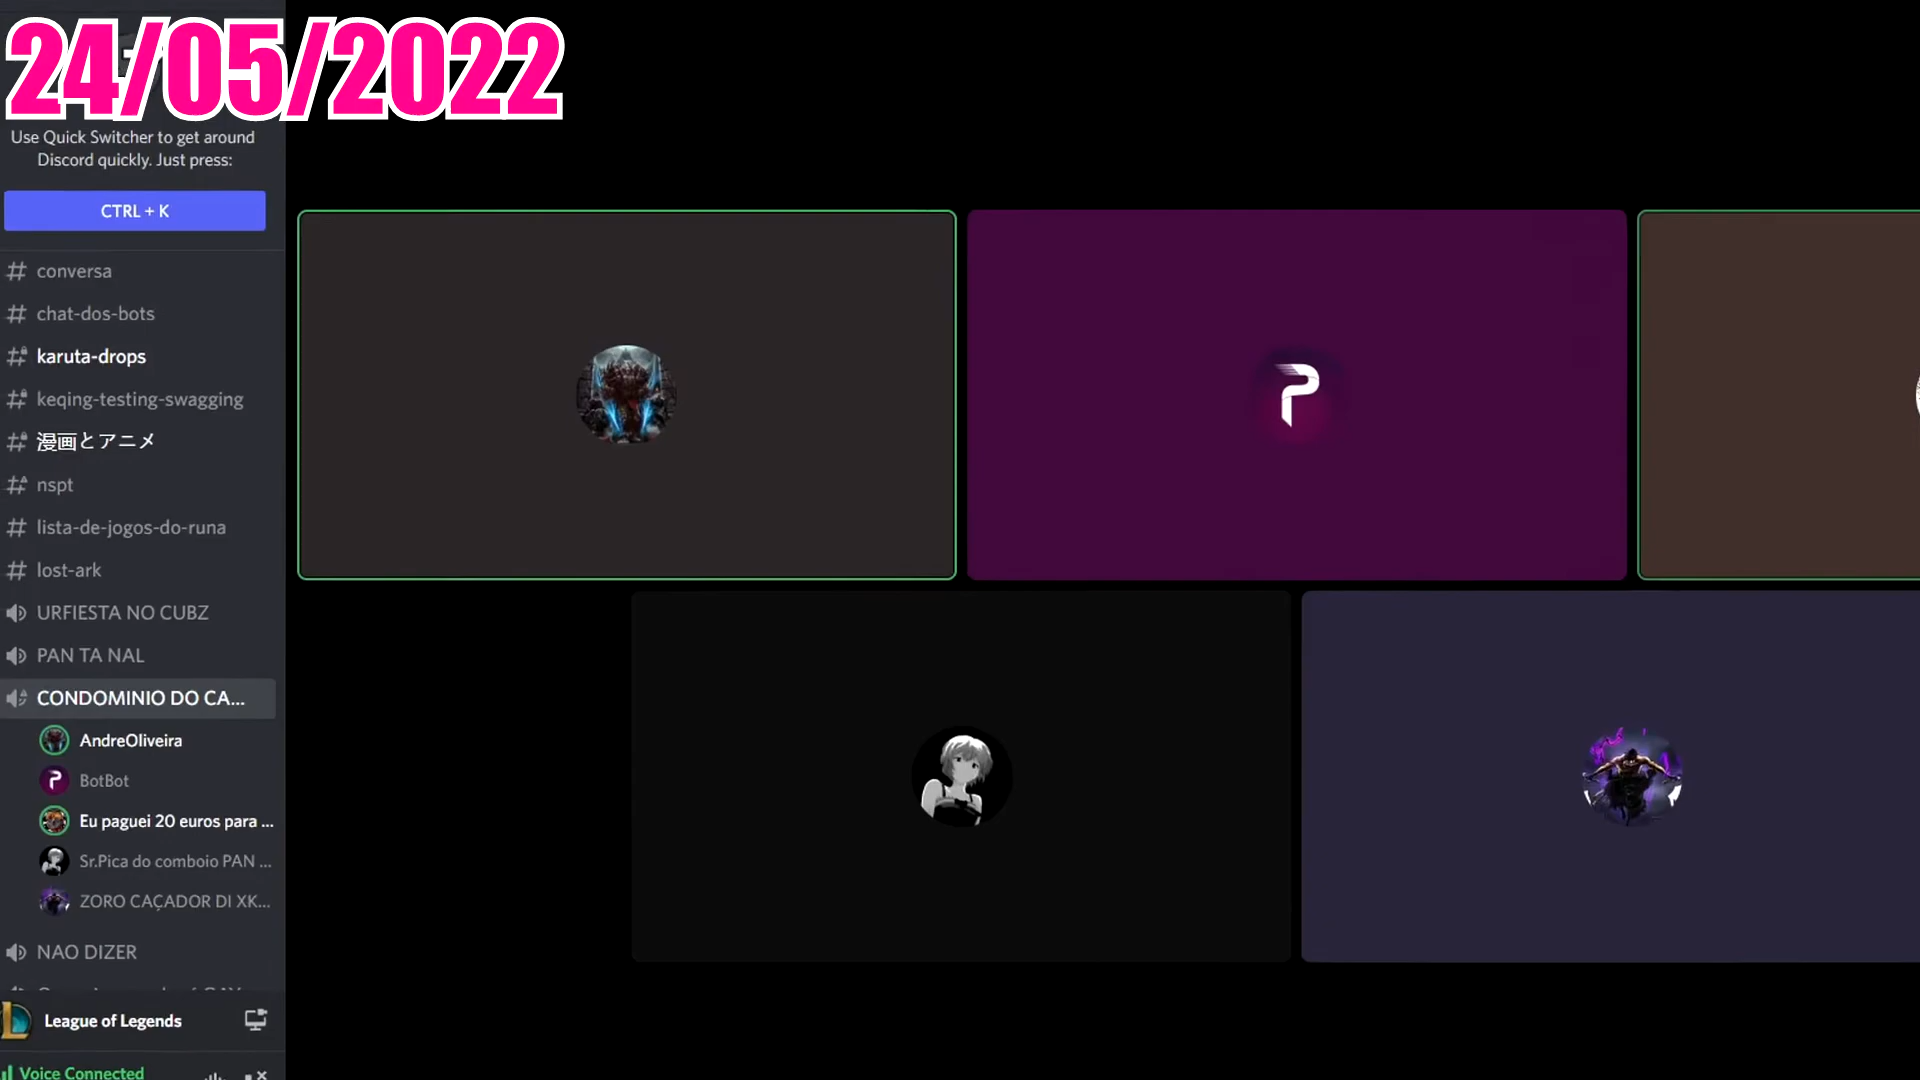 24/05/2022
Use Quick Switcher to get around
Discord quickly. Just press:
CTRL + K
conversa
chat-dos-bots
karuta-drops
keqing-testing-swagging
漫画とアニメ
nspt
lista-de-jogos-do-runa
lost-ark
URFIESTA NO CUBZ
PAN TA NAL
CONDOMINIO DO CA...
AndreOliveira
BotBot
Eu paguei 20 euros para ...
Sr.Pica do comboio PAN ...
ZORO CAÇADOR DI XK...
NAO DIZER
League of Legends
Voice Connected